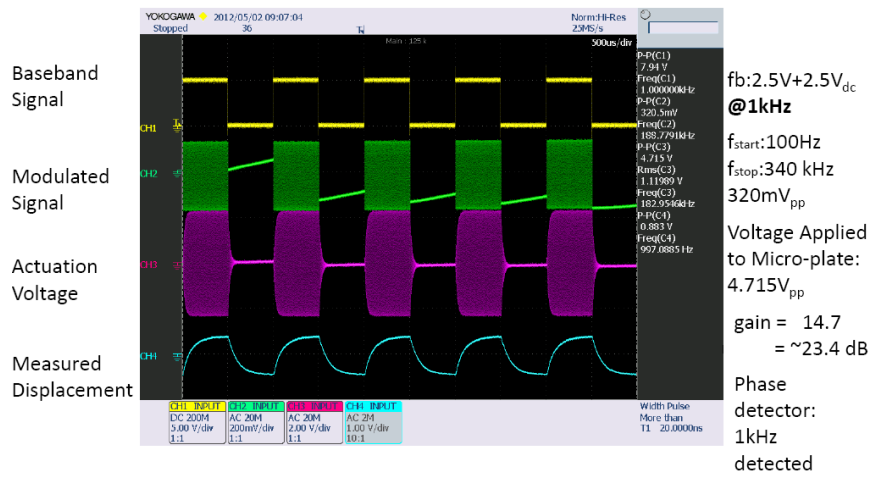 YOKOGAWA 2012/05/02 09:07:04 Norm:Hi-Res
Stopped 36 25MS/s
Main : 125 k 500us/div
Baseband
Signal
Modulated
Signal
Actuation
Voltage
Measured
Displacement
CH1
CH2
CH3
CH4
P-P(C1)
7.94 V
Freq(C1)
1.000000kHz
P-P(C2)
320.5mV
Freq(C2)
188.7791kHz
P-P(C3)
4.715 V
Rms(C3)
1.11989 V
Freq(C3)
182.9546kHz
P-P(C4)
0.883 V
Freq(C4)
997.0885 Hz
fb:2.5V+2.5Vdc
@1kHz
fstart:100Hz
fstop:340 kHz
320mVpp
Voltage Applied
to Micro-plate:
4.715Vpp
gain = 14.7
= ~23.4 dB
Phase
detector:
1kHz
detected
CH1 INPUT CH2 INPUT CH3 INPUT CH4 INPUT
DC 200M AC 20M AC 20M AC 2M
5.00 V/div 200mV/div 2.00 V/div 1.00 V/div
1:1 1:1 1:1 10:1
Width Pulse
More than
T1 20.0000ns